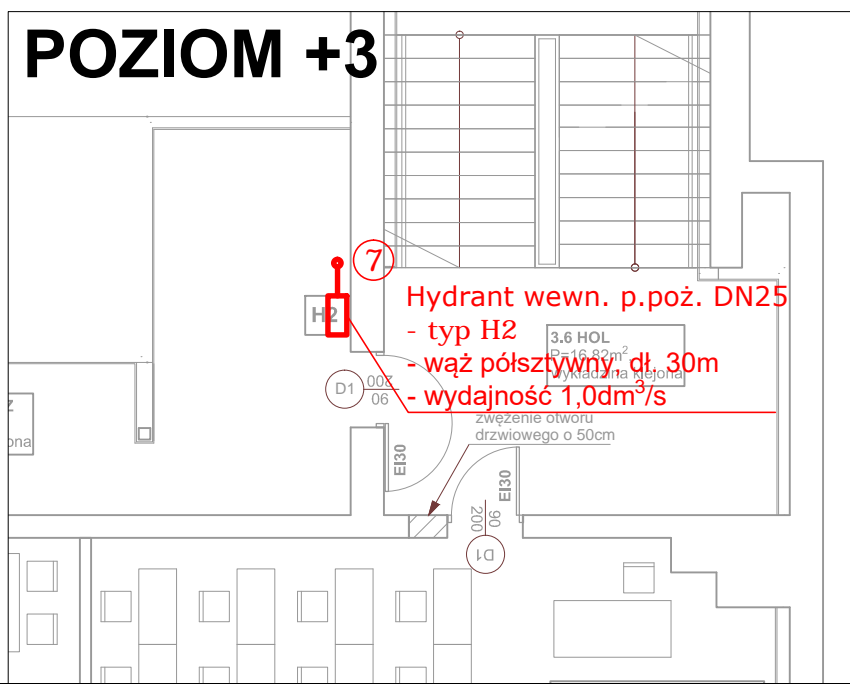 POZIOM +3
7
Hydrant wewn. p.poż. DN25
- typ H2
- wąż półsztywny, dł. 30m
- wydajność 1,0dm³/s
H2
3.6 HOL
P=16,82m²
Wykładzina klejona
D1
90
200
EI30
zwężenie otworu
drzwiowego o 50cm
EI30
90
200
D1
Z
ona